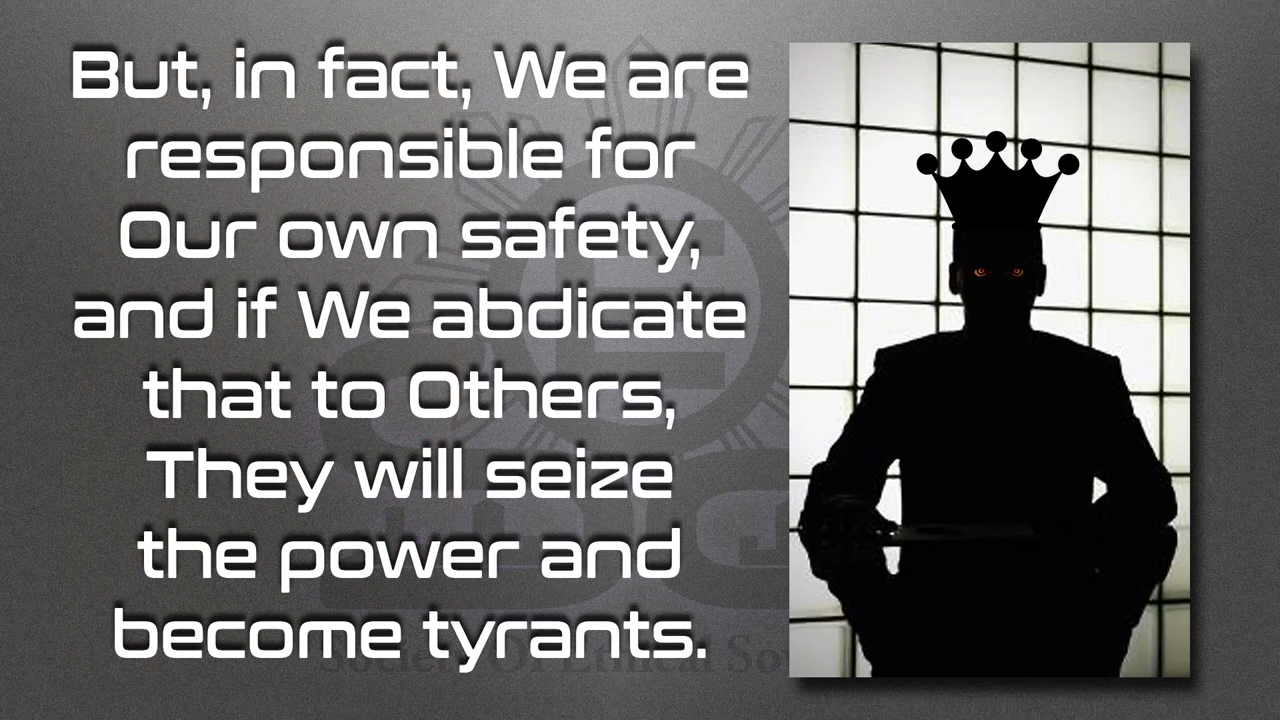 But, in fact, We are
responsible for
Our own safety,
and if We abdicate
that to Others,
They will seize
the power and
become tyrants.